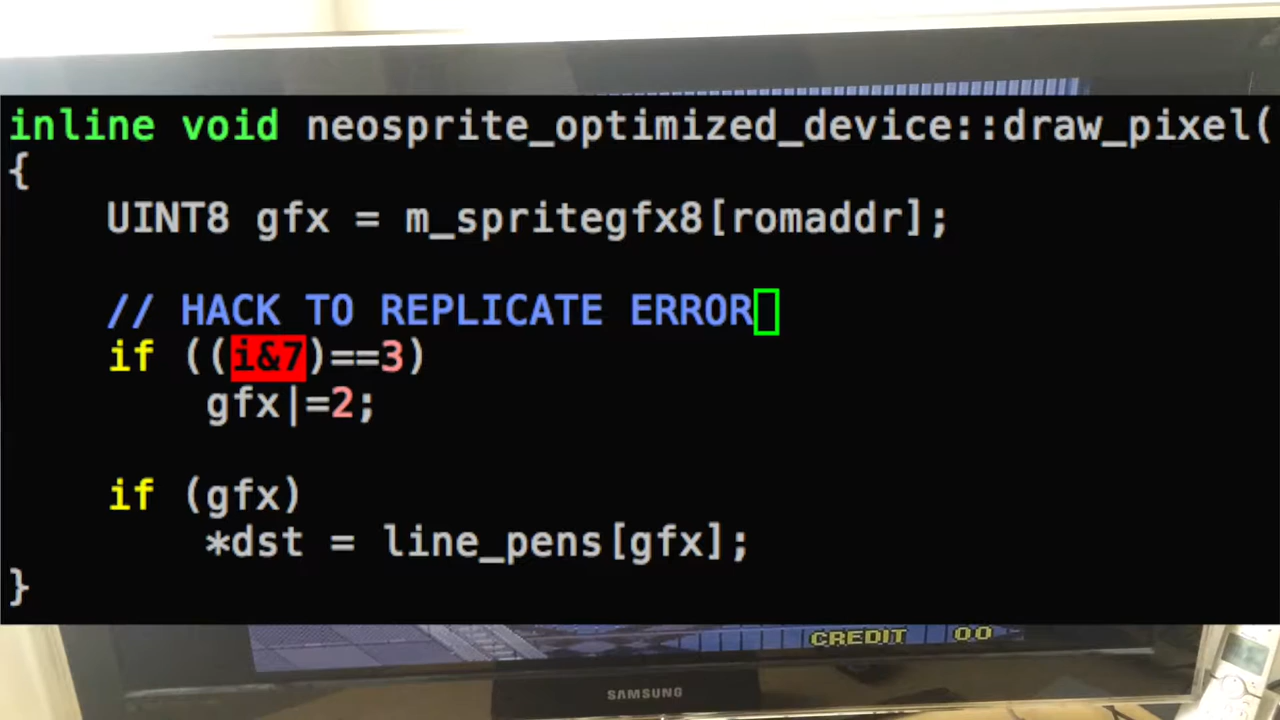 inline void neosprite_optimized_device::draw_pixel(
{
UINT8 gfx = m_spritegfx8[romaddr];
// HACK TO REPLICATE ERROR
if ((i&7)==3)
gfx|=2;
if (gfx)
*dst = line_pens[gfx];
}
CREDIT 00
SAMSUNG